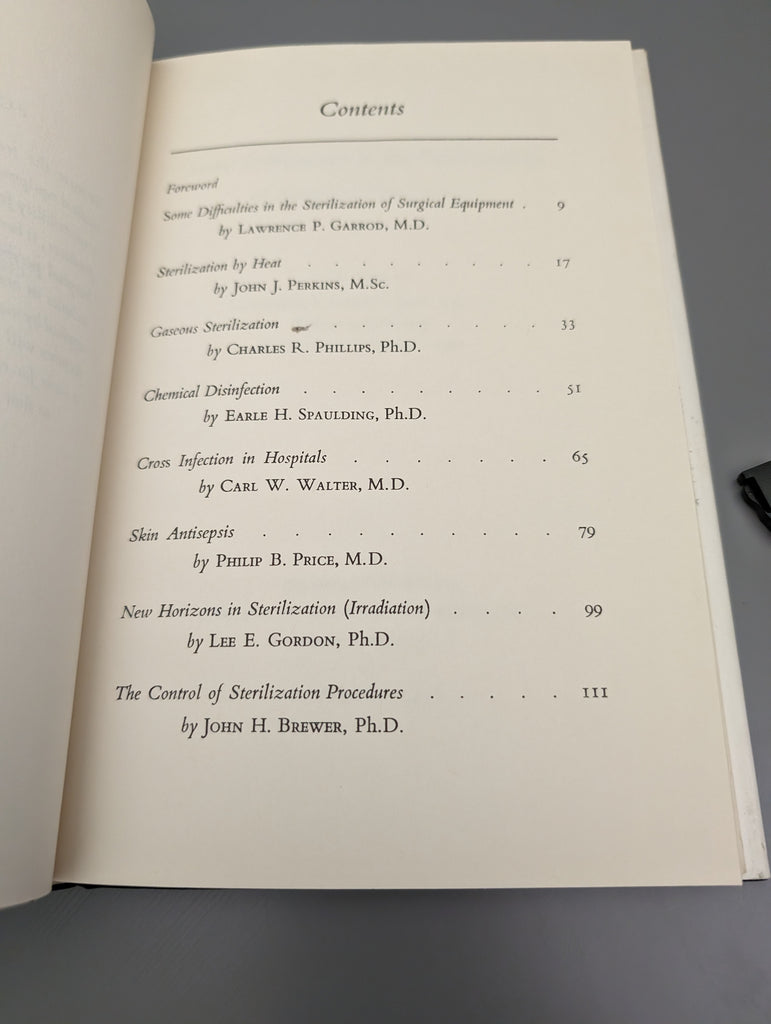 Contents
Foreword
Some Difficulties in the Sterilization of Surgical Equipment . 9
by Lawrence P. Garrod, M.D.
Sterilization by Heat . . . . . . . . . 17
by John J. Perkins, M.Sc.
Gaseous Sterilization . . . . . . . . 33
by Charles R. Phillips, Ph.D.
Chemical Disinfection . . . . . . . . . 51
by Earle H. Spaulding, Ph.D.
Cross Infection in Hospitals . . . . . . . 65
by Carl W. Walter, M.D.
Skin Antisepsis . . . . . . . . . 79
by Philip B. Price, M.D.
New Horizons in Sterilization (Irradiation) . . . . 99
by Lee E. Gordon, Ph.D.
The Control of Sterilization Procedures . . . . . 111
by John H. Brewer, Ph.D.